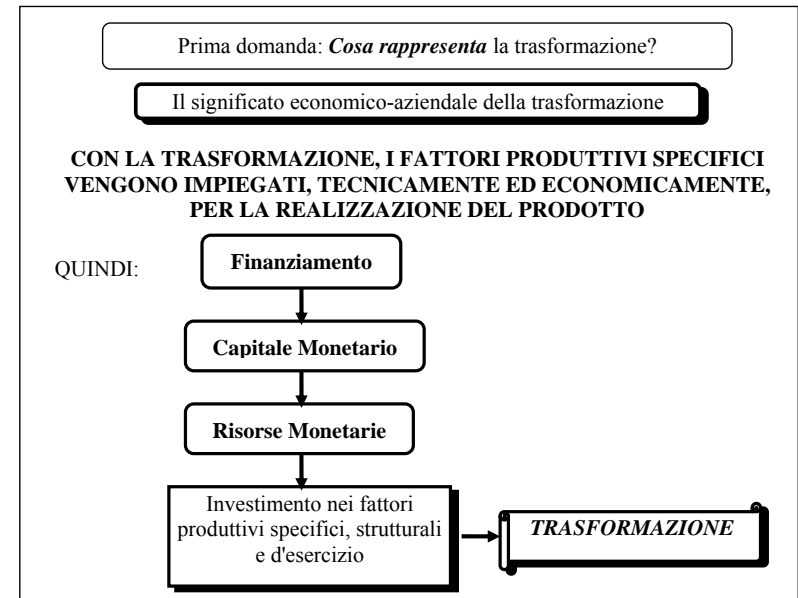 Prima domanda: Cosa rappresenta la trasformazione?
Il significato economico-aziendale della trasformazione
CON LA TRASFORMAZIONE, I FATTORI PRODUTTIVI SPECIFICI
VENGONO IMPIEGATI, TECNICAMENTE ED ECONOMICAMENTE,
PER LA REALIZZAZIONE DEL PRODOTTO
QUINDI:
Finanziamento
Capitale Monetario
Risorse Monetarie
Investimento nei fattori
produttivi specifici, strutturali
e d'esercizio
TRASFORMAZIONE